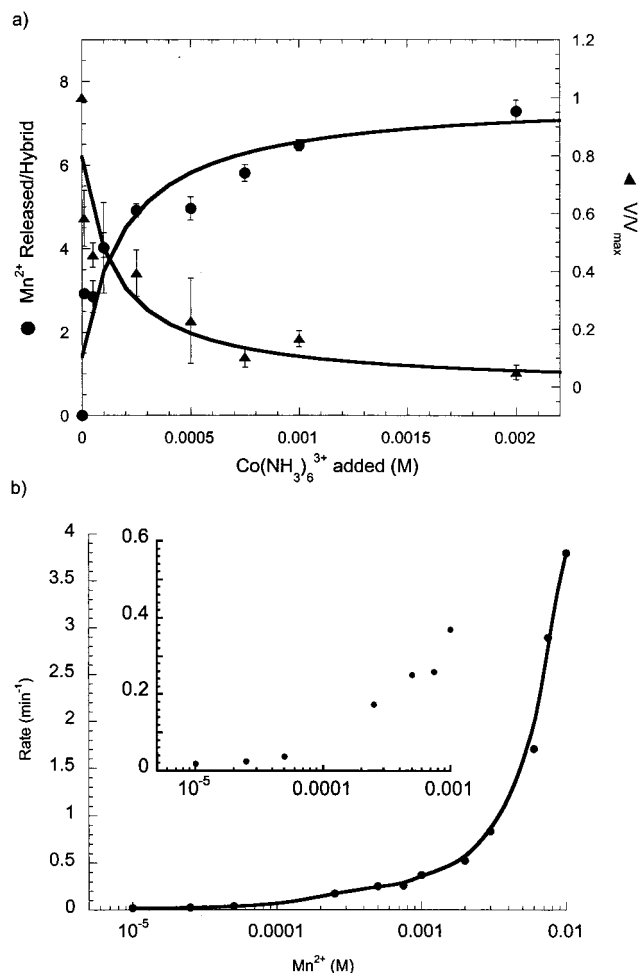 a)
● Mn²⁺ Released/Hybrid
8
6
4
2
0
1.2
1
0.8
0.6
0.4
0.2
0
▲ V/Vmax
0 0.0005 0.001 0.0015 0.002
Co(NH₃)₆³⁺ added (M)
b)
Rate (min⁻¹)
4
3.5
3
2.5
2
1.5
1
0.5
0
0.6
0.4
0.2
0
10⁻⁵ 0.0001 0.001
10⁻⁵ 0.0001 0.001 0.01
Mn²⁺ (M)